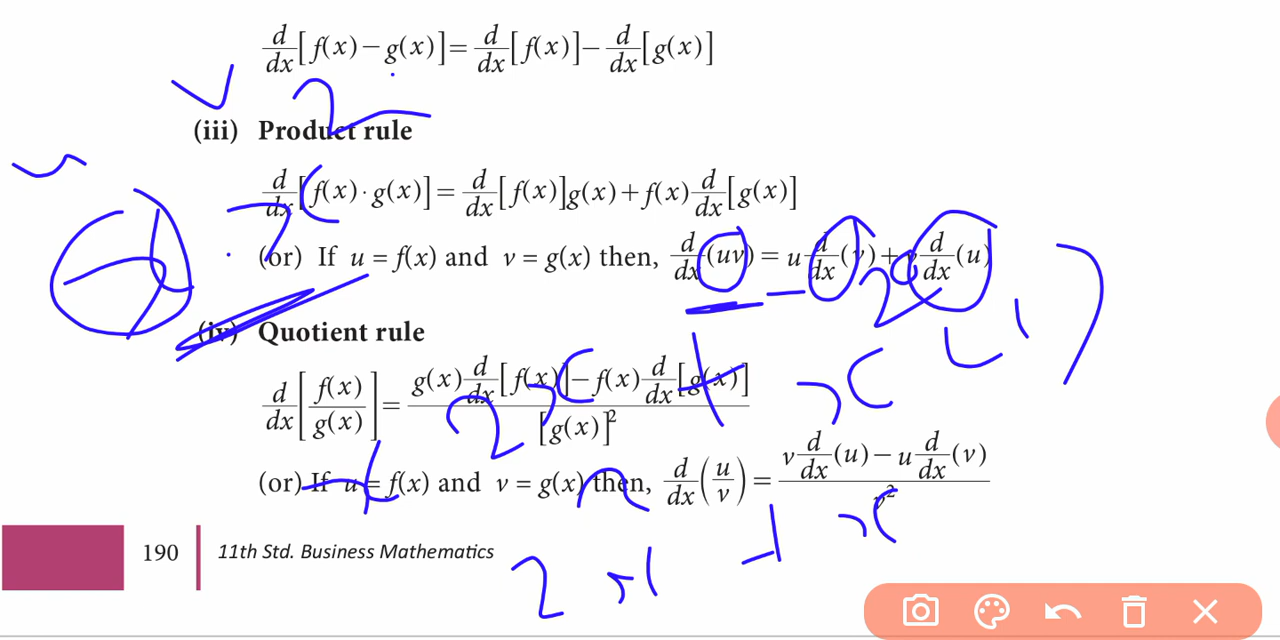 d/dx [f(x) − g(x)] = d/dx [f(x)] − d/dx [g(x)]
2
(iii) Product rule
d/dx [f(x) · g(x)] = d/dx [f(x)]g(x) + f(x) d/dx [g(x)]
(or) If u = f(x) and v = g(x) then, d/dx (uv) = u d/dx (v) + v d/dx (u)
(iv) Quotient rule
d/dx [f(x)/g(x)] = (g(x) d/dx [f(x)] − f(x) d/dx [g(x)]) / [g(x)]²
(or) If u = f(x) and v = g(x) then, d/dx (u/v) = (v d/dx (u) − u d/dx (v)) / v²
190 11th Std. Business Mathematics